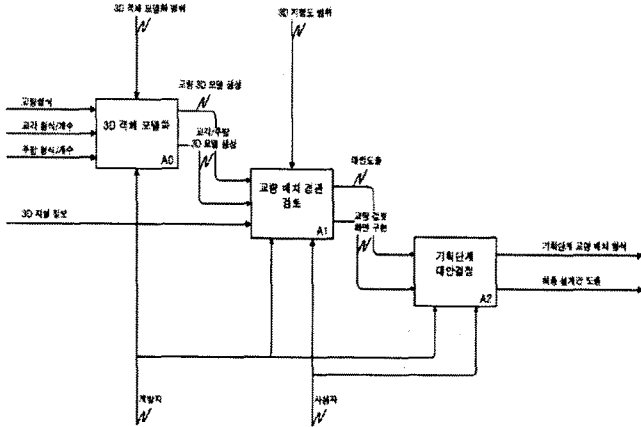 3D 객체 모델화 범위
3D 지형도 범위
교량형식
교각 형식/개수
주탑 형식/개수
3D 객체 모델화
A0
교량 3D 모델 생성
교각/주탑
3D 모델 생성
3D 지형 정보
교량 배치 경관
검토
A1
대안도출
교량 검토
화면 구현
기획단계
대안결정
A2
기획단계 교량 배치 형식
최종 설계안 도출
개발자
사용자